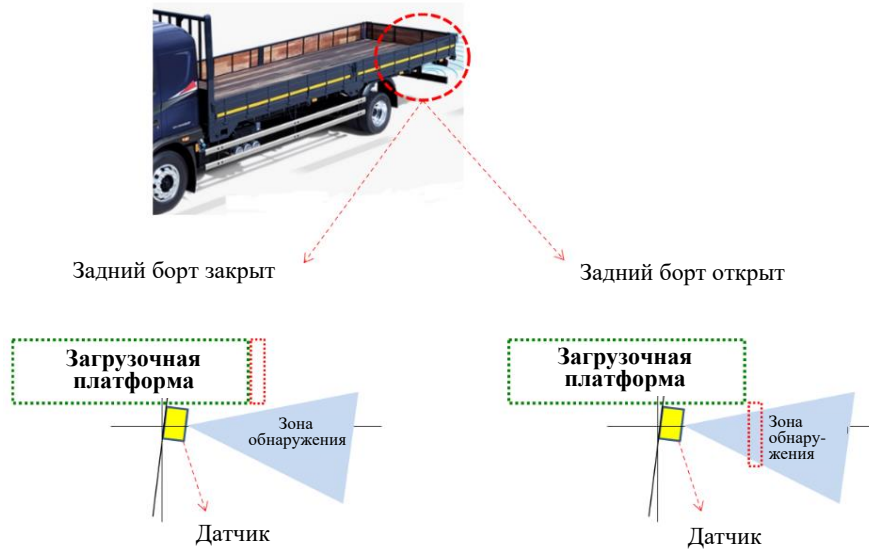 Задний борт закрыт
Задний борт открыт
Загрузочная
платформа
Зона
обнаружения
Датчик
Загрузочная
платформа
Зона
обнару-
жения
Датчик